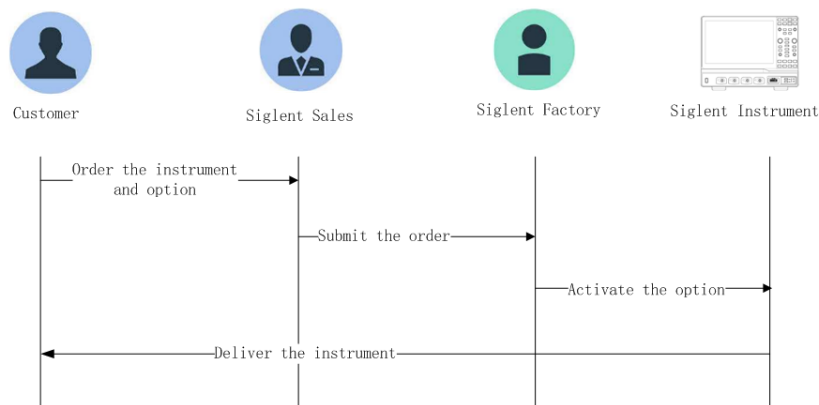 Customer
Siglent Sales
Siglent Factory
Siglent Instrument
Order the instrument
and option
Submit the order
Activate the option
Deliver the instrument